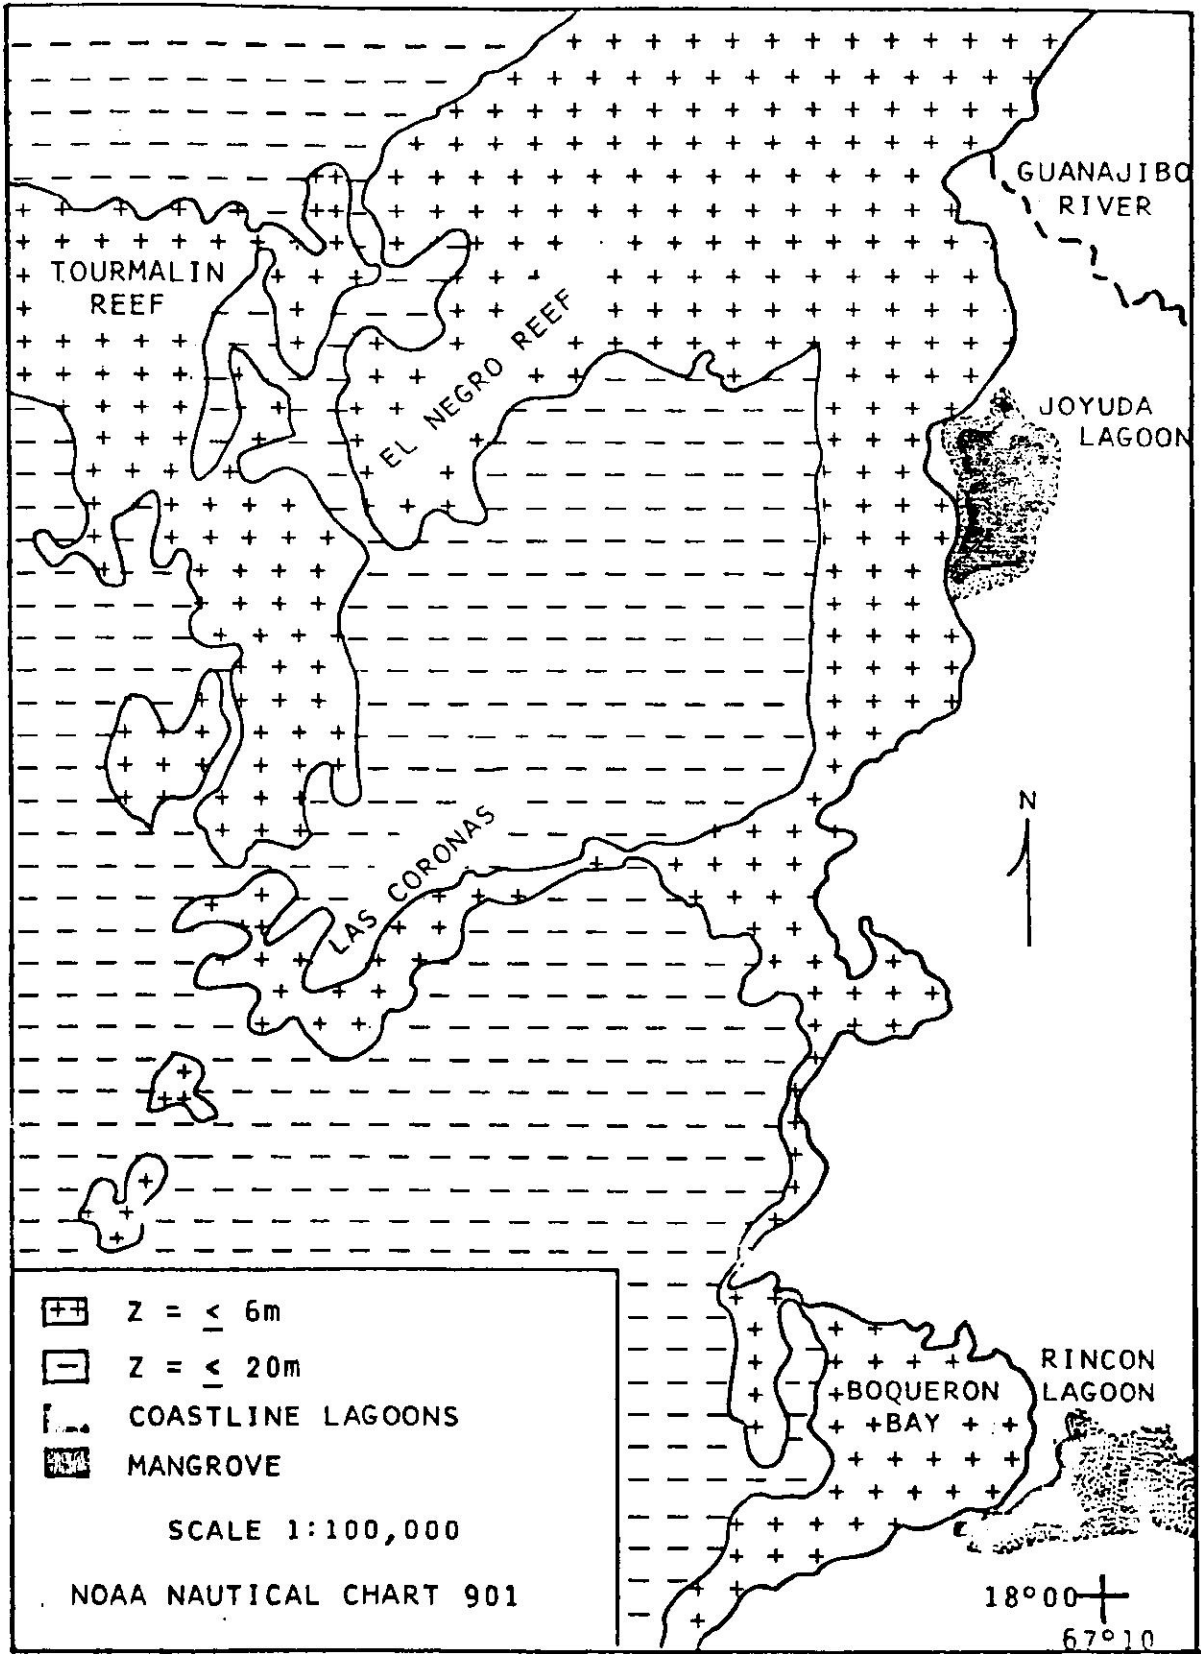 GUANAJIBO
RIVER
TOURMALIN
REEF
EL NEGRO REEF
JOYUDA
LAGOON
N
LAS CORONAS
RINCON
LAGOON
BOQUERON
BAY
Z = ≤ 6m
Z = ≤ 20m
COASTLINE LAGOONS
MANGROVE
SCALE 1:100,000
NOAA NAUTICAL CHART 901
18°00
67°10